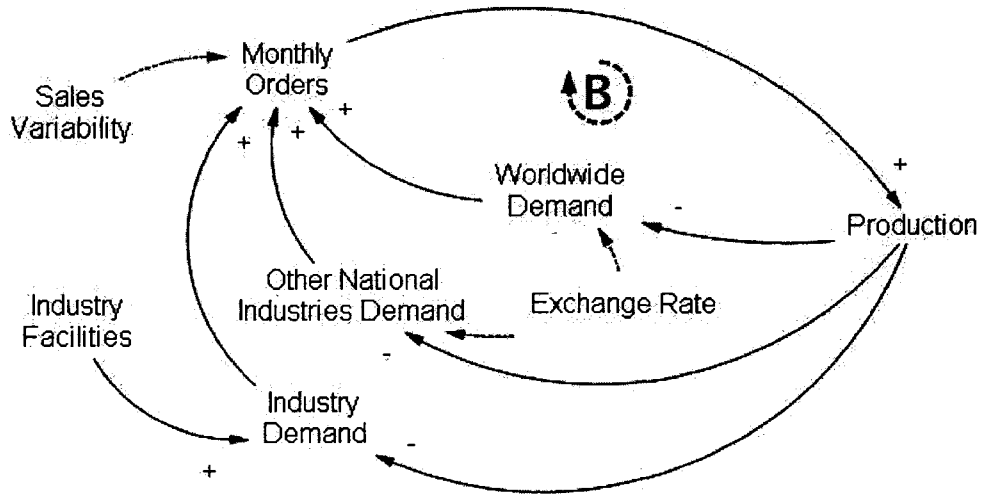 Monthly
Orders
Sales
Variability
+
+
+
B
Worldwide
Demand
-
+
Production
-
Other National
Industries Demand
Exchange Rate
Industry
Facilities
-
Industry
Demand
-
+